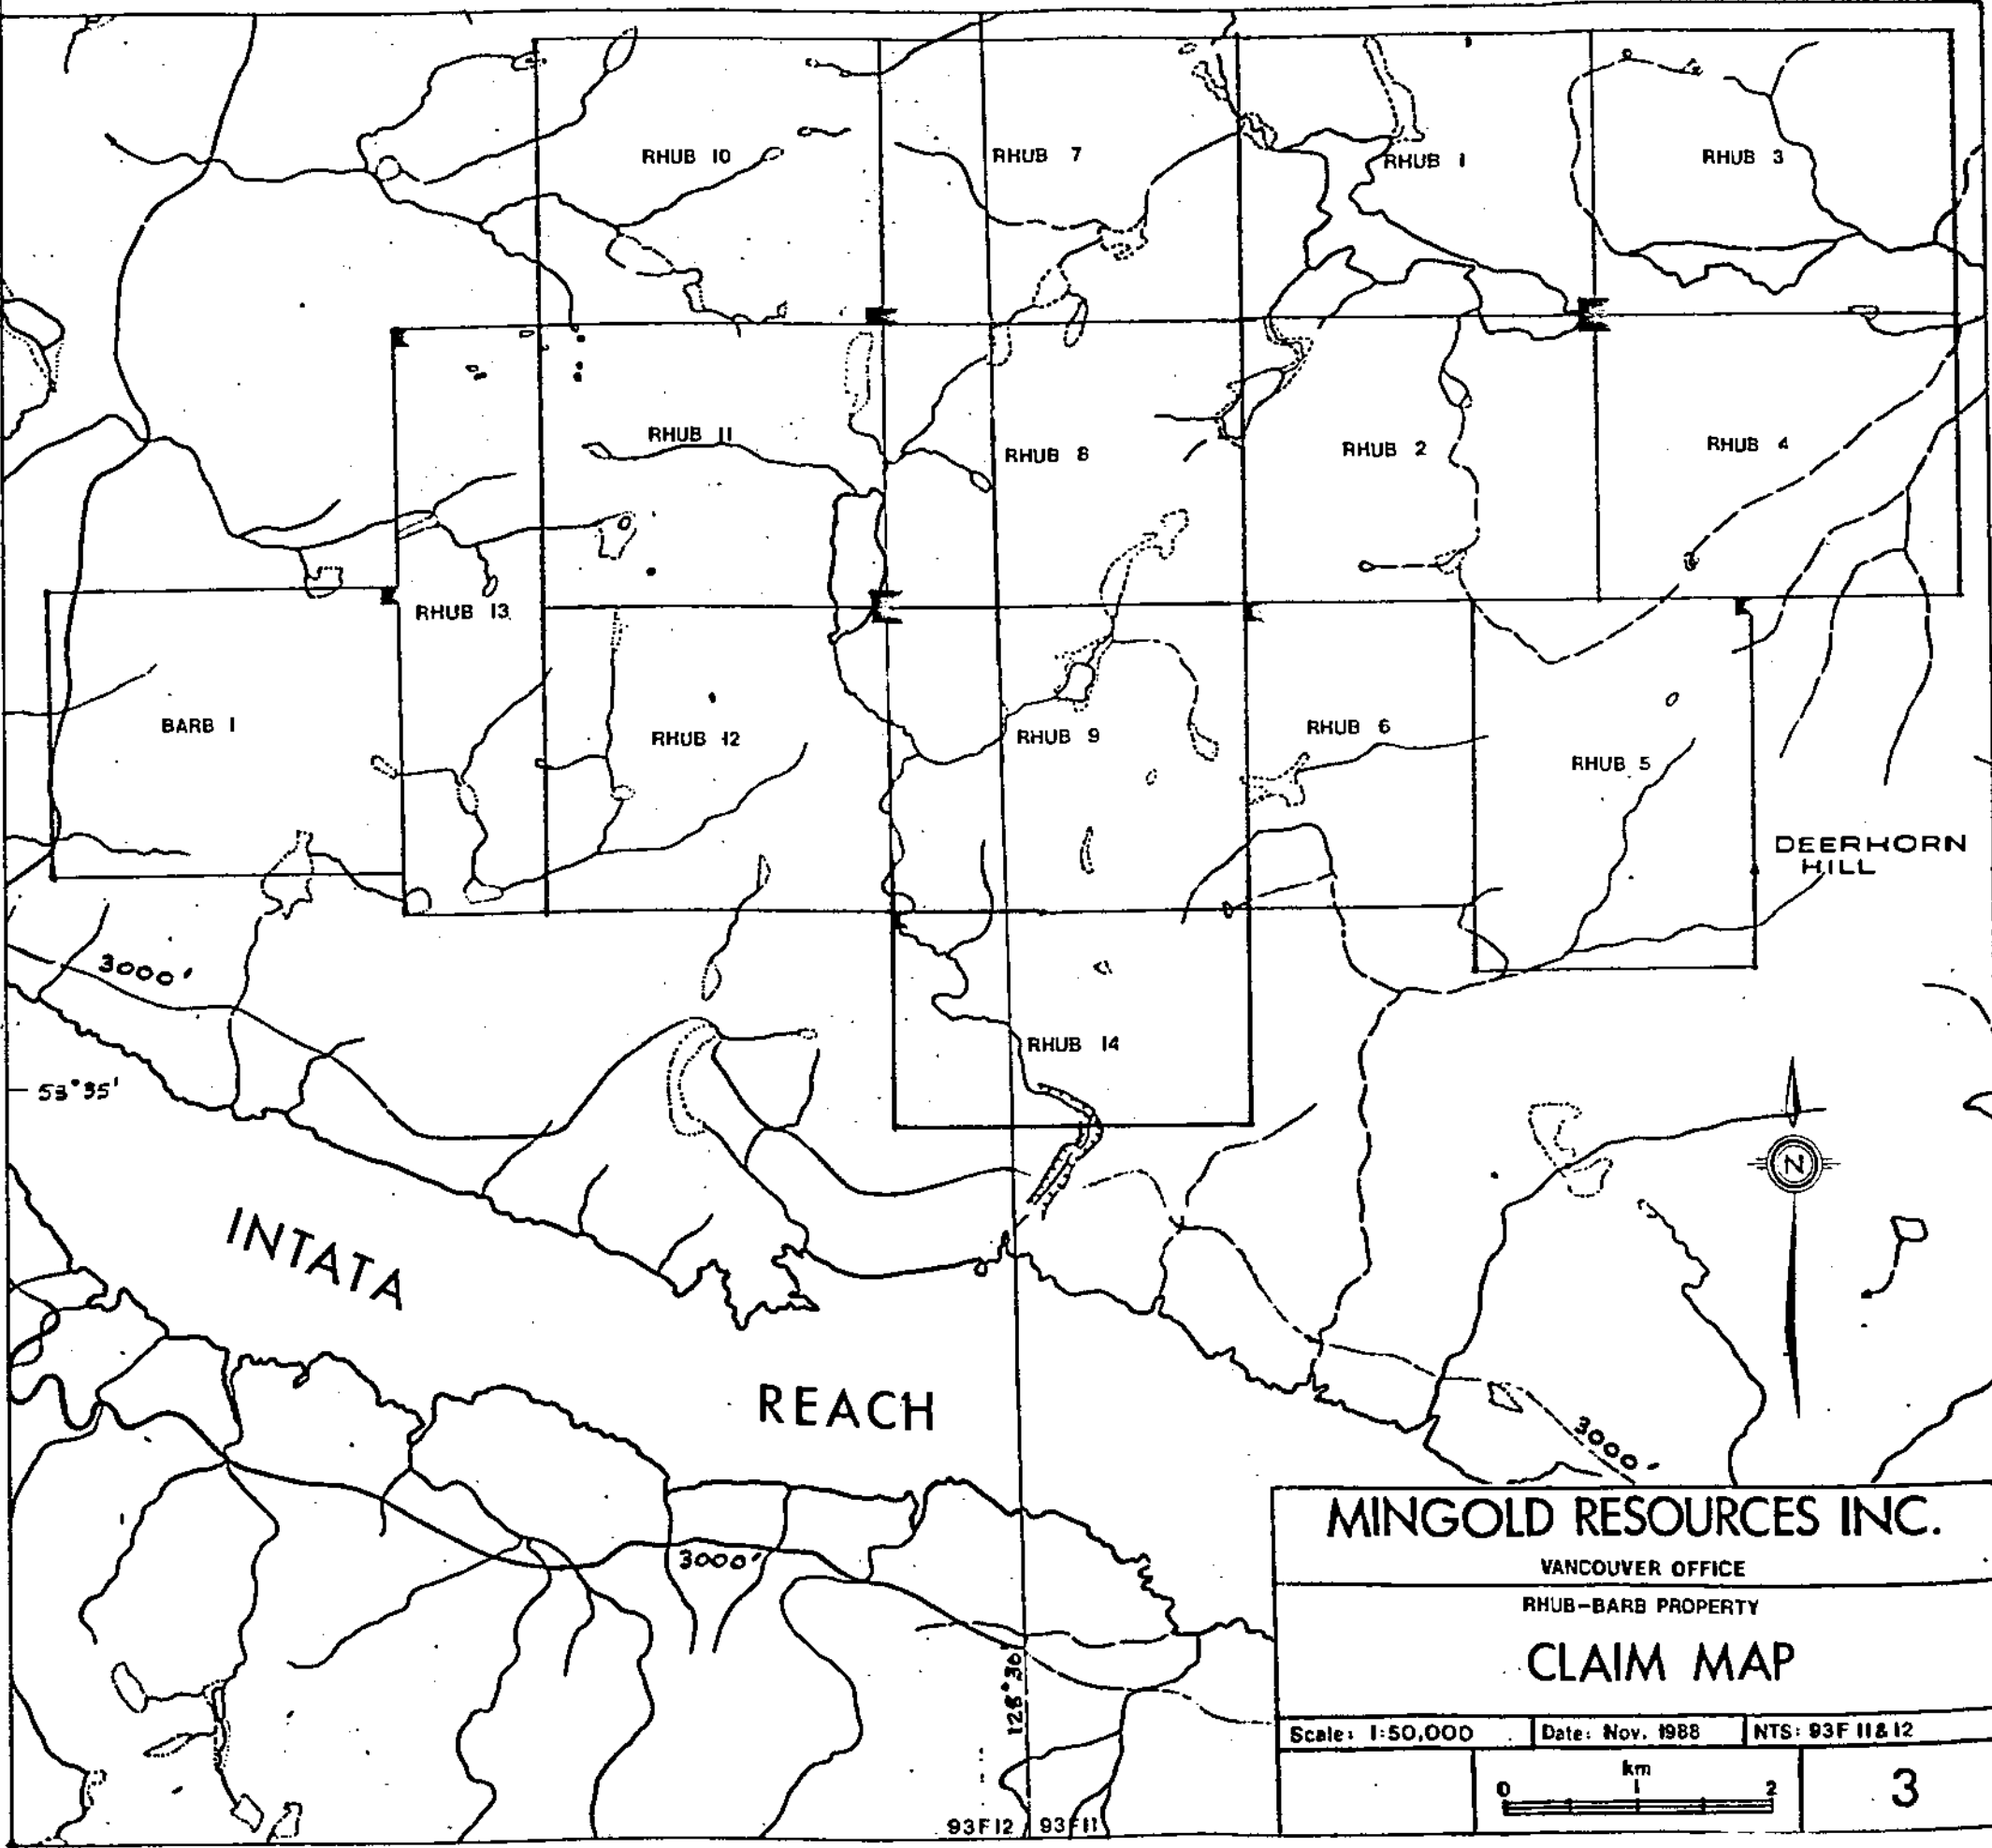 RHUB 10
RHUB 7
RHUB 1
RHUB 3
RHUB 11
RHUB 8
RHUB 2
RHUB 4
RHUB 13
BARB 1
RHUB 12
RHUB 9
RHUB 6
RHUB 5
DEERHORN
HILL
3000'
RHUB 14
53°35'
N
INTATA
REACH
3000'
3000'
128°30'
93F12
93F11
MINGOLD RESOURCES INC.
VANCOUVER OFFICE
RHUB-BARB PROPERTY
CLAIM MAP
Scale: 1:50,000
Date: Nov. 1988
NTS: 93F 11&12
km
0 1 2
3